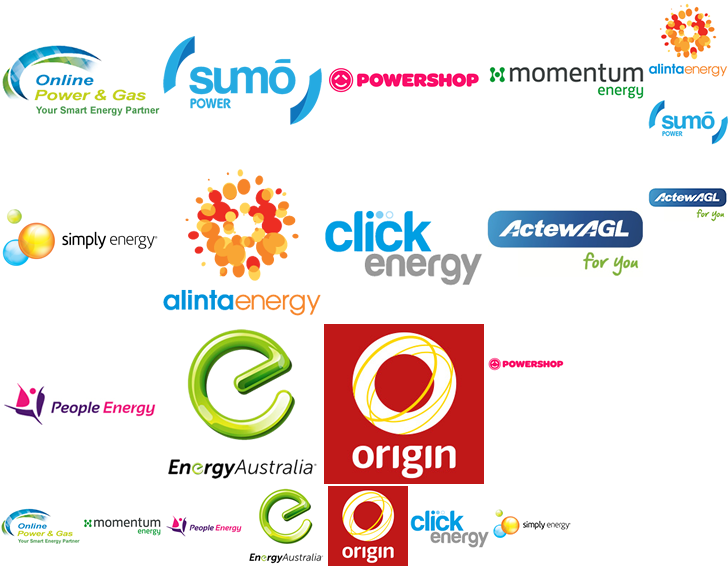 Online
Power & Gas
Your Smart Energy Partner
sumō
POWER
POWERSHOP
momentum
energy
alintaenergy
sumō
POWER
simply energy
alintaenergy
click
energy
ActewAGL
for you
ActewAGL
for you
People Energy
EnergyAustralia
origin
POWERSHOP
Online
Power & Gas
Your Smart Energy Partner
momentum
energy
People Energy
EnergyAustralia
origin
click
energy
simply energy